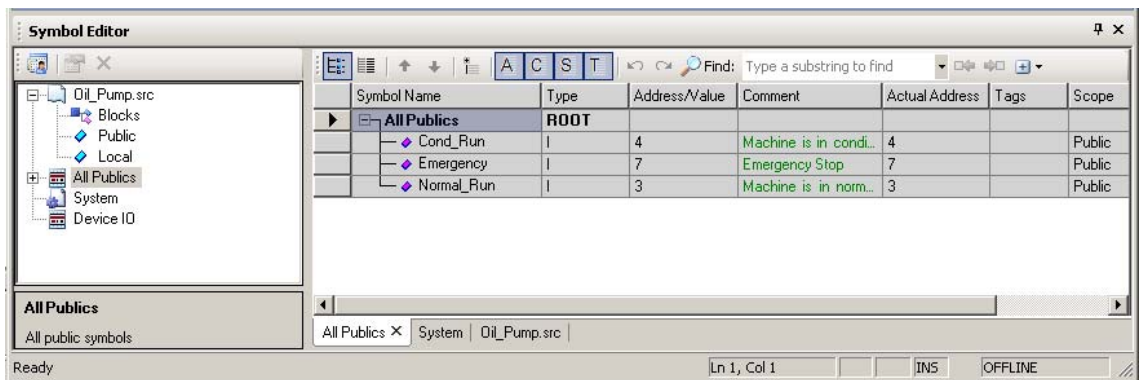 Symbol Editor
A C S T Find: Type a substring to find
Oil_Pump.src
Blocks
Public
Local
All Publics
System
Device IO
Symbol Name Type Address/Value Comment Actual Address Tags Scope
All Publics ROOT
Cond_Run I 4 Machine is in condi... 4 Public
Emergency I 7 Emergency Stop 7 Public
Normal_Run I 3 Machine is in norm... 3 Public
All Publics
All public symbols
All Publics System Oil_Pump.src
Ready Ln 1, Col 1 INS OFFLINE